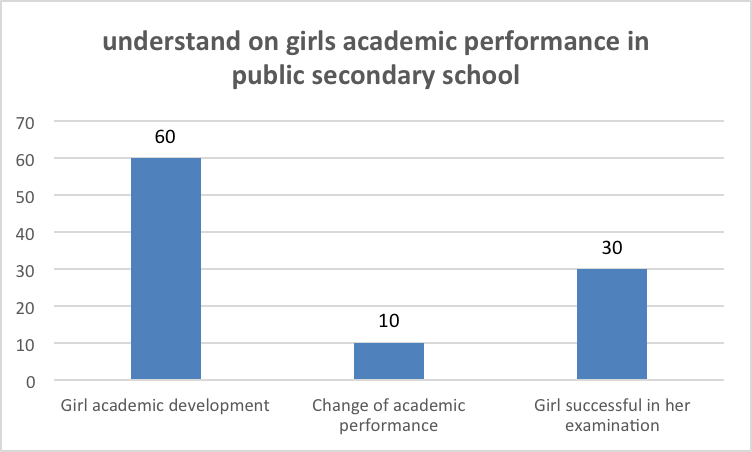 understand on girls academic performance in
public secondary school
70
60
50
40
30
20
10
0
60
10
30
Girl academic development
Change of academic
performance
Girl successful in her
examination